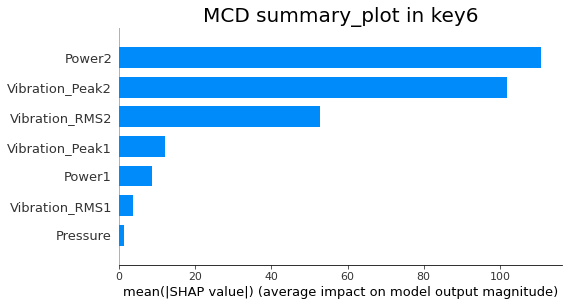 MCD summary_plot in key6
Power2
Vibration_Peak2
Vibration_RMS2
Vibration_Peak1
Power1
Vibration_RMS1
Pressure
0 20 40 60 80 100
mean(|SHAP value|) (average impact on model output magnitude)